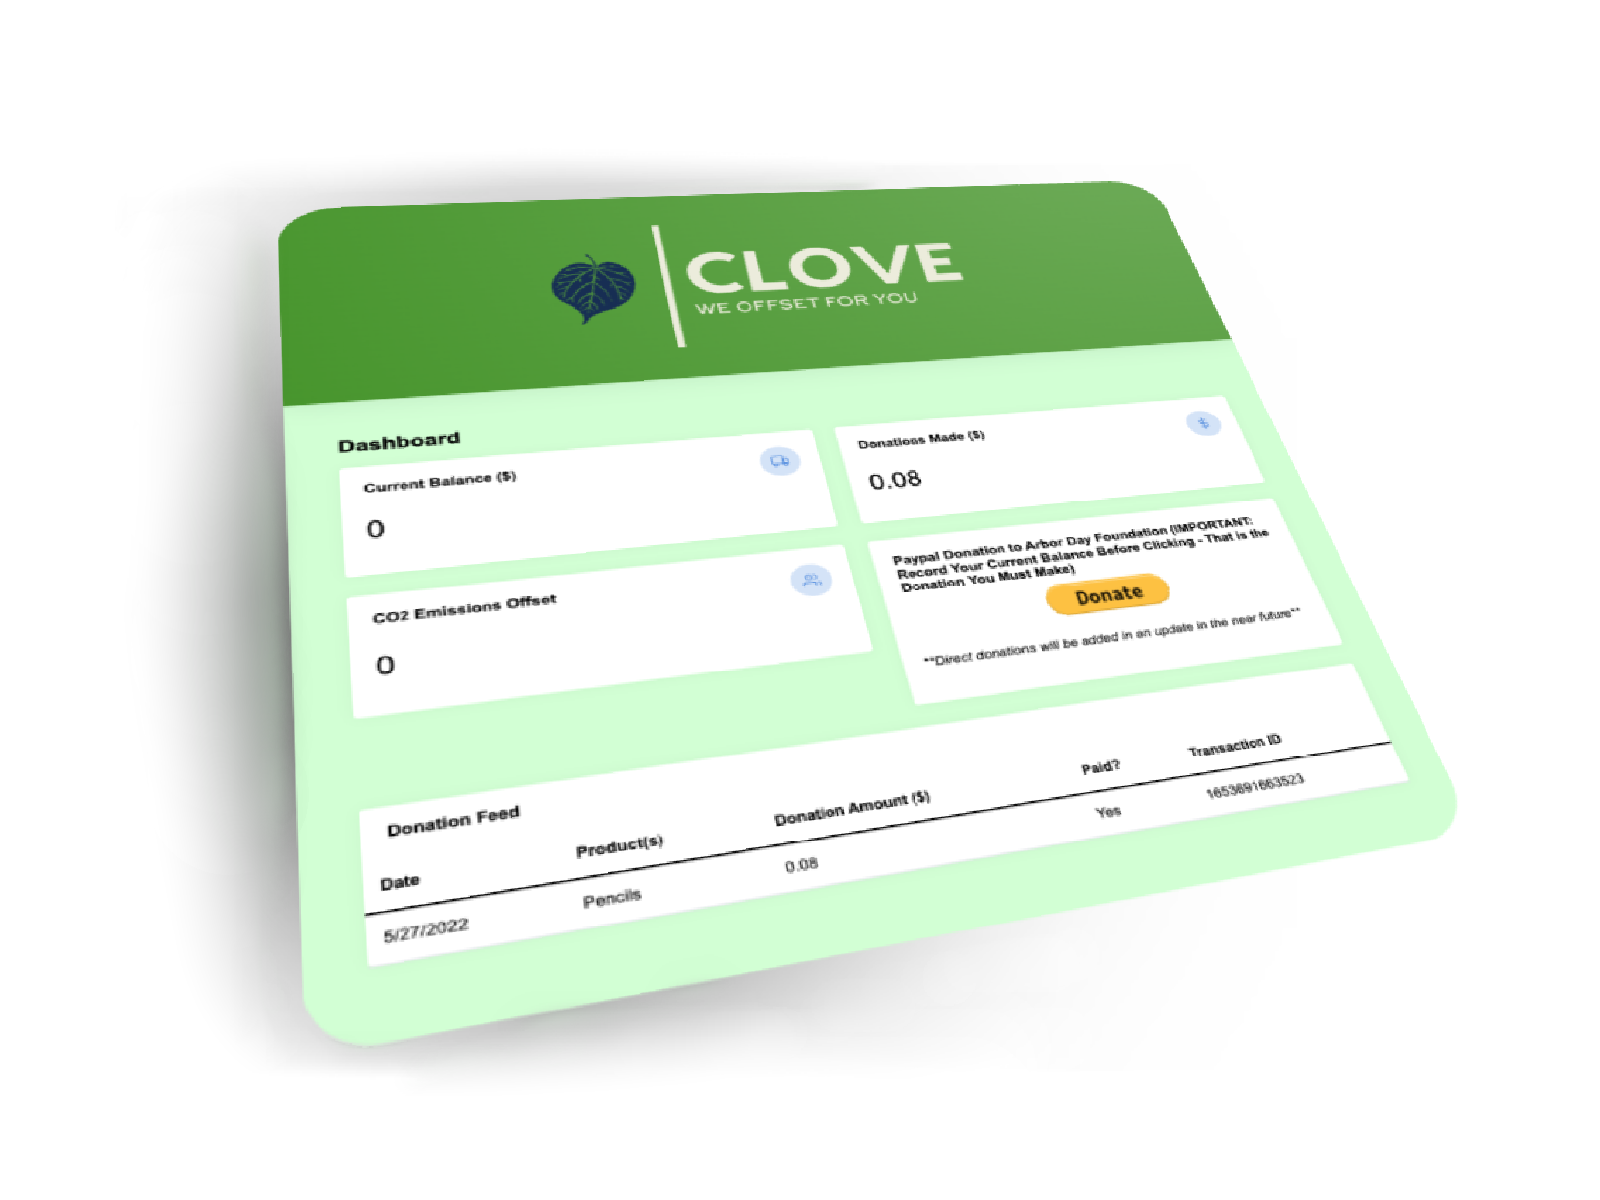 CLOVE
WE OFFSET FOR YOU
Dashboard
Current Balance ($)
0
Donations Made ($)
0.08
CO2 Emissions Offset
0
Paypal Donation to Arbor Day Foundation (IMPORTANT:
Record Your Current Balance Before Clicking - That is the
Donation You Must Make)
Donate
**Direct donations will be added in an update in the near future**
Donation Feed
Date Product(s) Donation Amount ($) Paid? Transaction ID
5/27/2022 Pencils 0.08 Yes 1653691663523